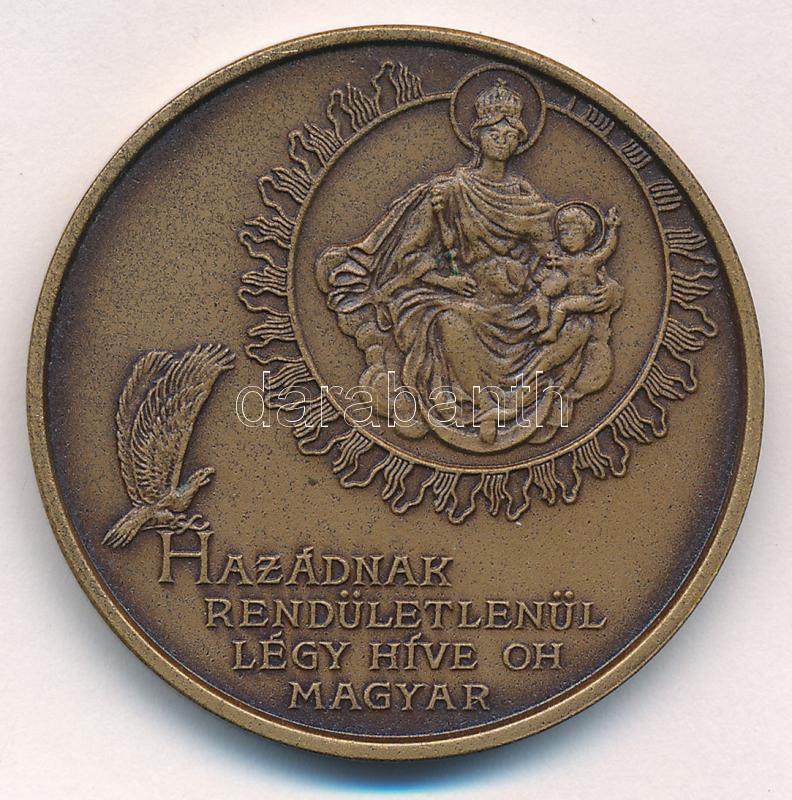 darabanth
HAZÁDNAK
RENDÜLETLENÜL
LÉGY HÍVE OH
MAGYAR